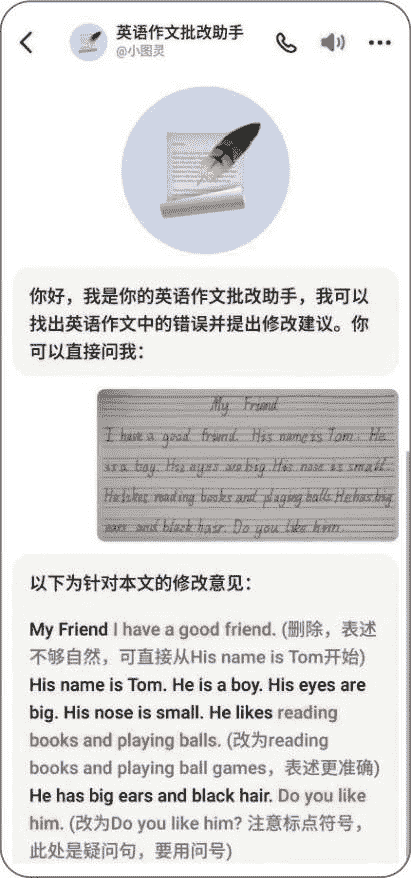 英语作文批改助手
@小图灵
你好，我是你的英语作文批改助手，我可以
找出英语作文中的错误并提出修改建议。你
可以直接问我：
My Friend
I have a good friend. His name is Tom. He
is a boy. His eyes are big. His nose is small.
He likes reading books and playing balls. He has big
ears and black hair. Do you like him.
以下为针对本文的修改意见：
My Friend I have a good friend. (删除，表述
不够自然，可直接从His name is Tom开始)
His name is Tom. He is a boy. His eyes are
big. His nose is small. He likes reading
books and playing balls. (改为reading
books and playing ball games，表述更准确)
He has big ears and black hair. Do you like
him. (改为Do you like him? 注意标点符号，
此处是疑问句，要用问号)